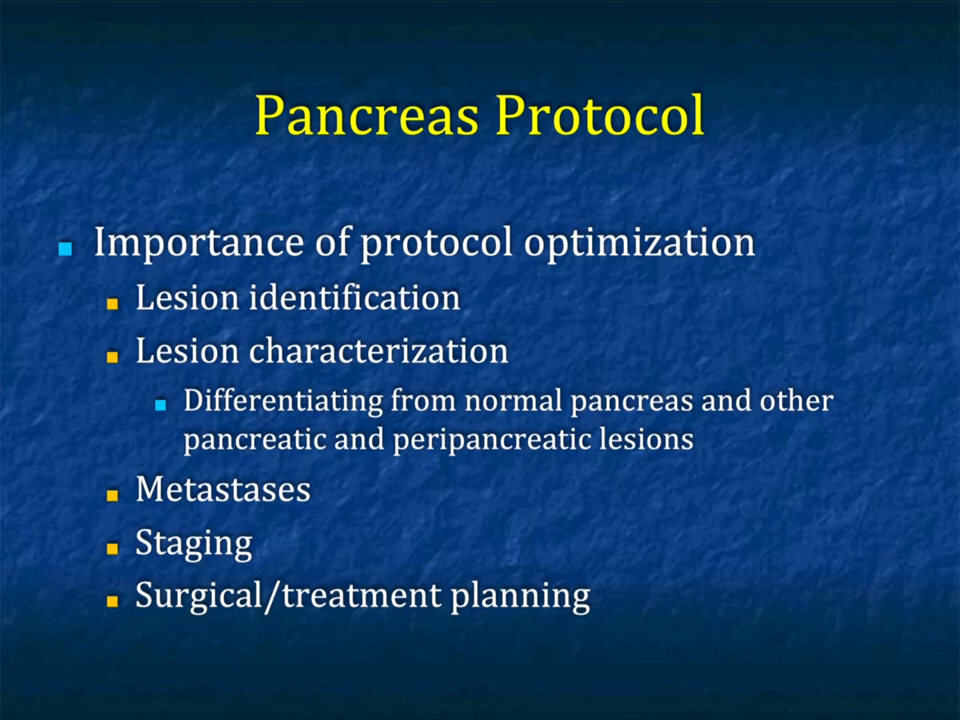 Pancreas Protocol
Importance of protocol optimization
Lesion identification
Lesion characterization
Differentiating from normal pancreas and other
pancreatic and peripancreatic lesions
Metastases
Staging
Surgical/treatment planning